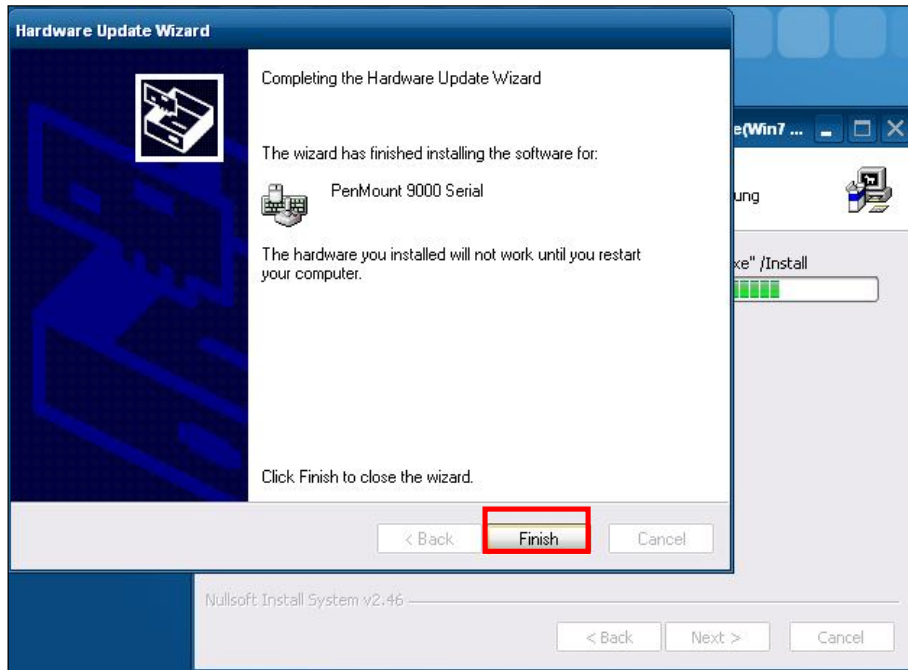 Hardware Update Wizard
Completing the Hardware Update Wizard
The wizard has finished installing the software for:
PenMount 9000 Serial
The hardware you installed will not work until you restart
your computer.
Click Finish to close the wizard.
< Back
Finish
Cancel
e(Win7 ...
ung
xe" /Install
Nullsoft Install System v2.46
< Back
Next >
Cancel